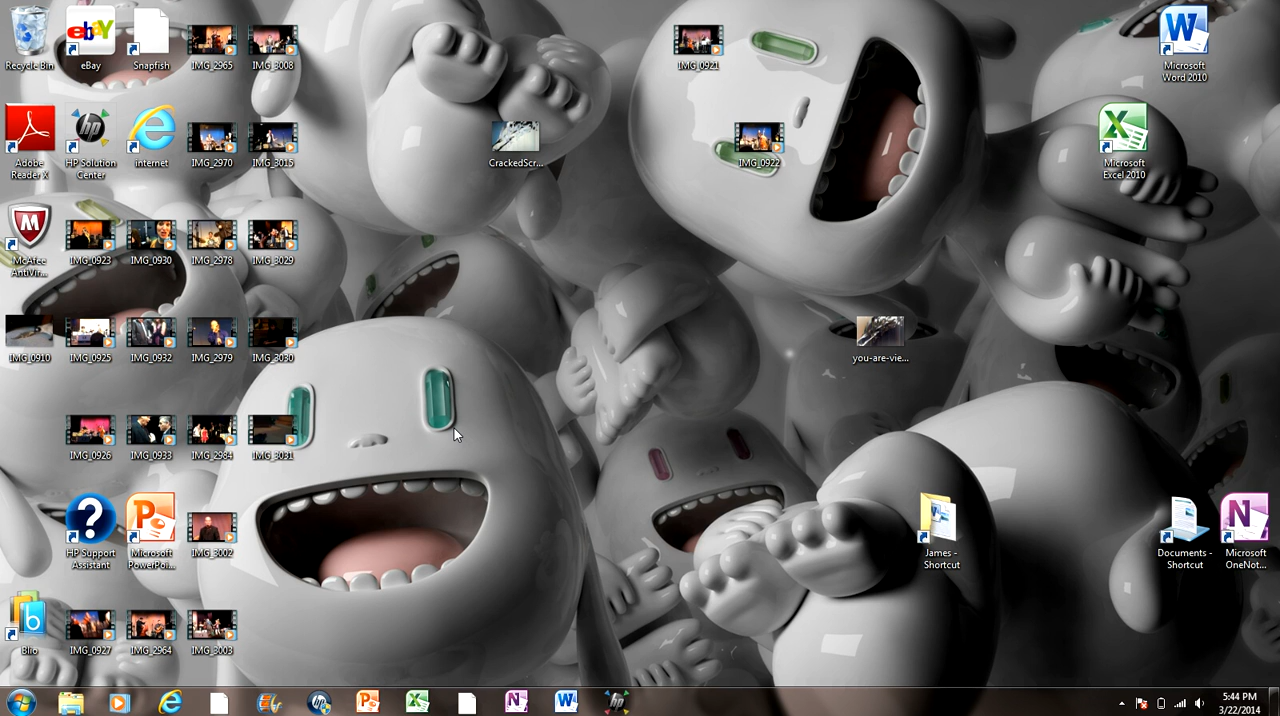 ebY
Recycle Bin
eBay
Snapfish
IMG_2965
IMG_3008
IMG_0921
Microsoft
Word 2010
hp
Adobe
Reader X
HP Solution
Center
internet
IMG_2970
IMG_3015
CrackedScr...
IMG_0922
Microsoft
Excel 2010
McAfee
AntiVir...
IMG_0923
IMG_0930
IMG_2978
IMG_3029
IMG_0910
IMG_0925
IMG_0932
IMG_2979
IMG_3030
you-are-vie...
IMG_0926
IMG_0933
IMG_2984
IMG_3031
HP Support
Assistant
Microsoft
PowerPoi...
IMG_3002
James -
Shortcut
Documents -
Shortcut
Microsoft
OneNot...
b
Blio
IMG_0927
IMG_2964
IMG_3003
5:44 PM
3/22/2014